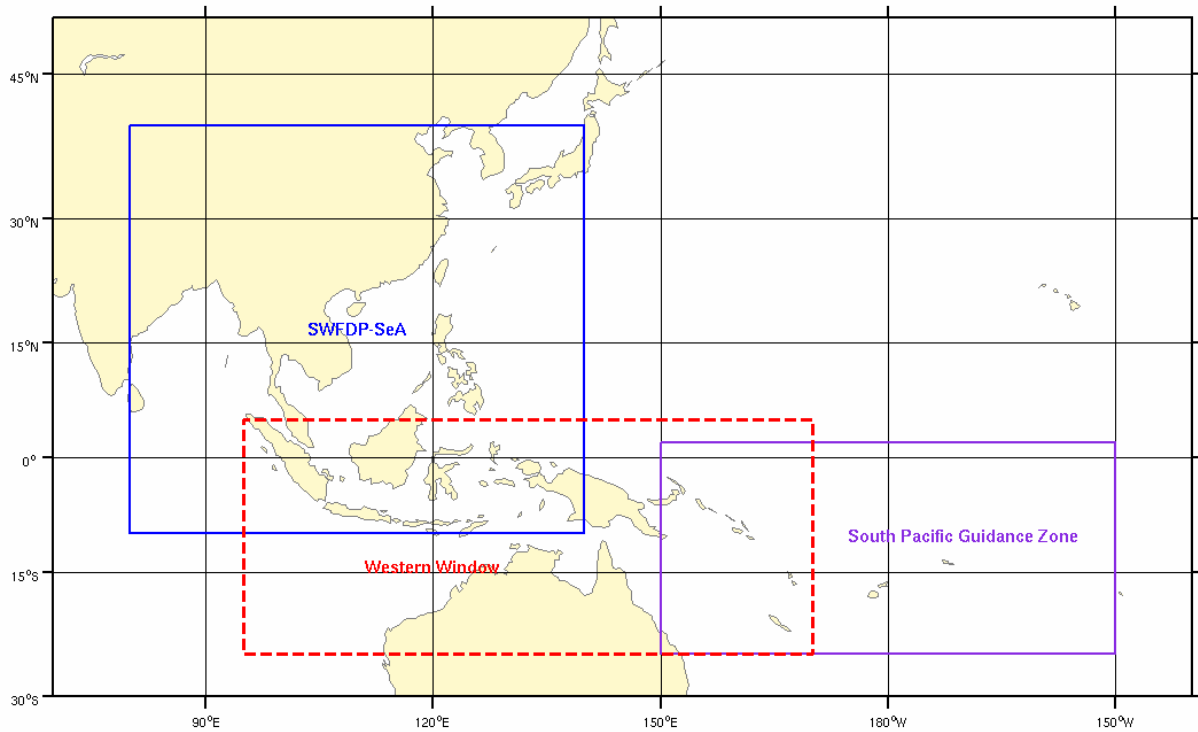 45°N
30°N
SWFDP-SeA
15°N
0°
South Pacific Guidance Zone
Western Window
15°S
30°S
90°E
120°E
150°E
180°W
150°W